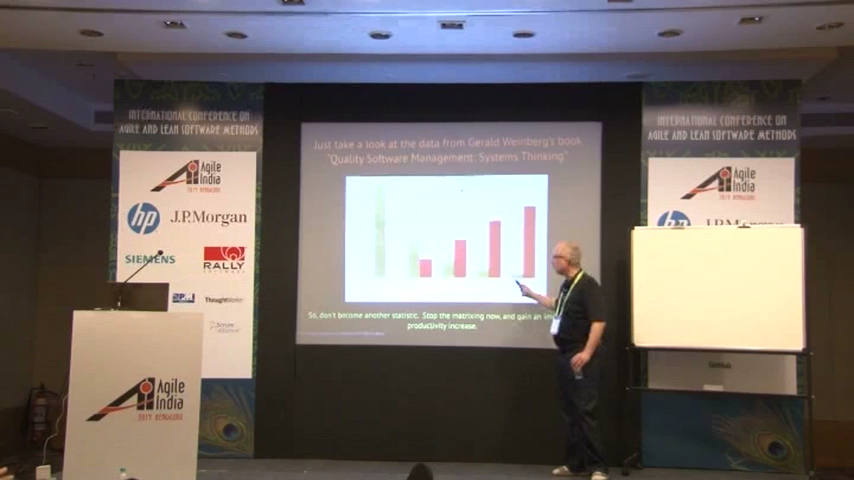 INTERNATIONAL CONFERENCE ON
AGILE AND LEAN SOFTWARE METHODS
Agile
India
hp
J.P.Morgan
SIEMENS
RALLY
ThoughtWorks
Just take a look at the data from Gerald Weinberg's book
"Quality Software Management: Systems Thinking"
So, don't become another statistic. Stop the matrixing now, and gain an
productivity increase.
INTERNATIONAL CONFERENCE ON
AGILE AND LEAN SOFTWARE METHODS
Agile
India
hp
J.P.Morgan
GitHub
Agile
India